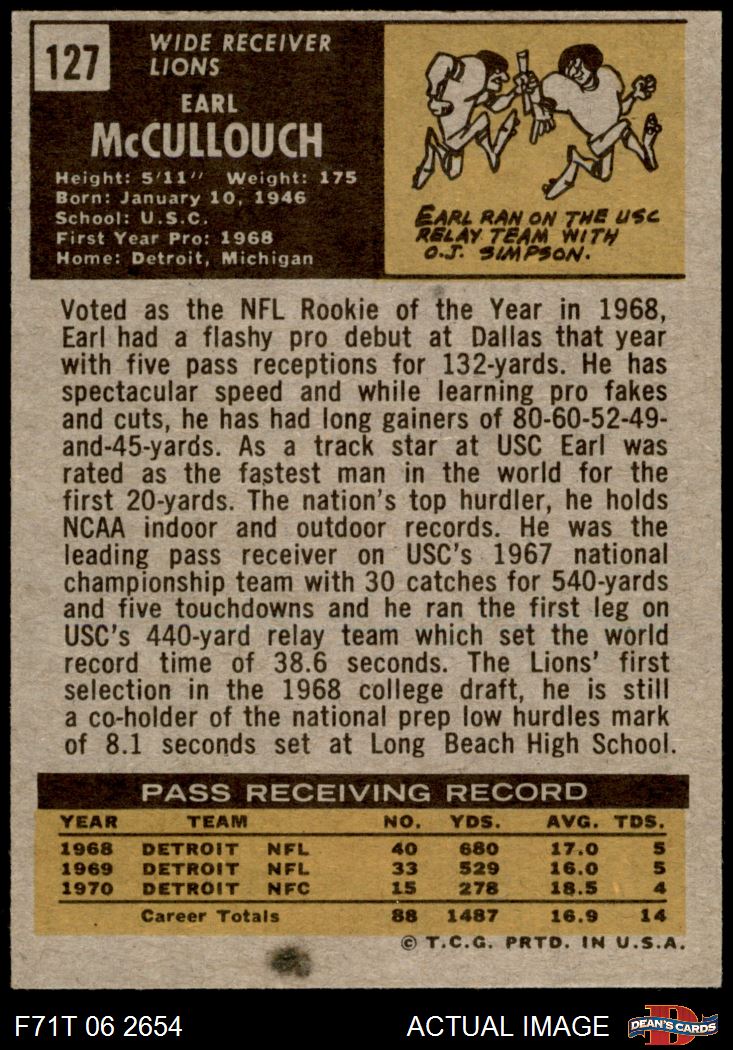 127
WIDE RECEIVER
LIONS
EARL
McCULLOUCH
Height: 5'11" Weight: 175
Born: January 10, 1946
School: U.S.C.
First Year Pro: 1968
Home: Detroit, Michigan
EARL RAN ON THE USC
RELAY TEAM WITH
O.J. SIMPSON.
Voted as the NFL Rookie of the Year in 1968,
Earl had a flashy pro debut at Dallas that year
with five pass receptions for 132-yards. He has
spectacular speed and while learning pro fakes
and cuts, he has had long gainers of 80-60-52-49-
and-45-yards. As a track star at USC Earl was
rated as the fastest man in the world for the
first 20-yards. The nation's top hurdler, he holds
NCAA indoor and outdoor records. He was the
leading pass receiver on USC's 1967 national
championship team with 30 catches for 540-yards
and five touchdowns and he ran the first leg on
USC's 440-yard relay team which set the world
record time of 38.6 seconds. The Lions' first
selection in the 1968 college draft, he is still
a co-holder of the national prep low hurdles mark
of 8.1 seconds set at Long Beach High School.
PASS RECEIVING RECORD
YEAR TEAM NO. YDS. AVG. TDS.
1968 DETROIT NFL 40 680 17.0 5
1969 DETROIT NFL 33 529 16.0 5
1970 DETROIT NFC 15 278 18.5 4
Career Totals 88 1487 16.9 14
© T.C.G. PRTD. IN U.S.A.
F71T 06 2654 ACTUAL IMAGE D DEAN'S CARDS